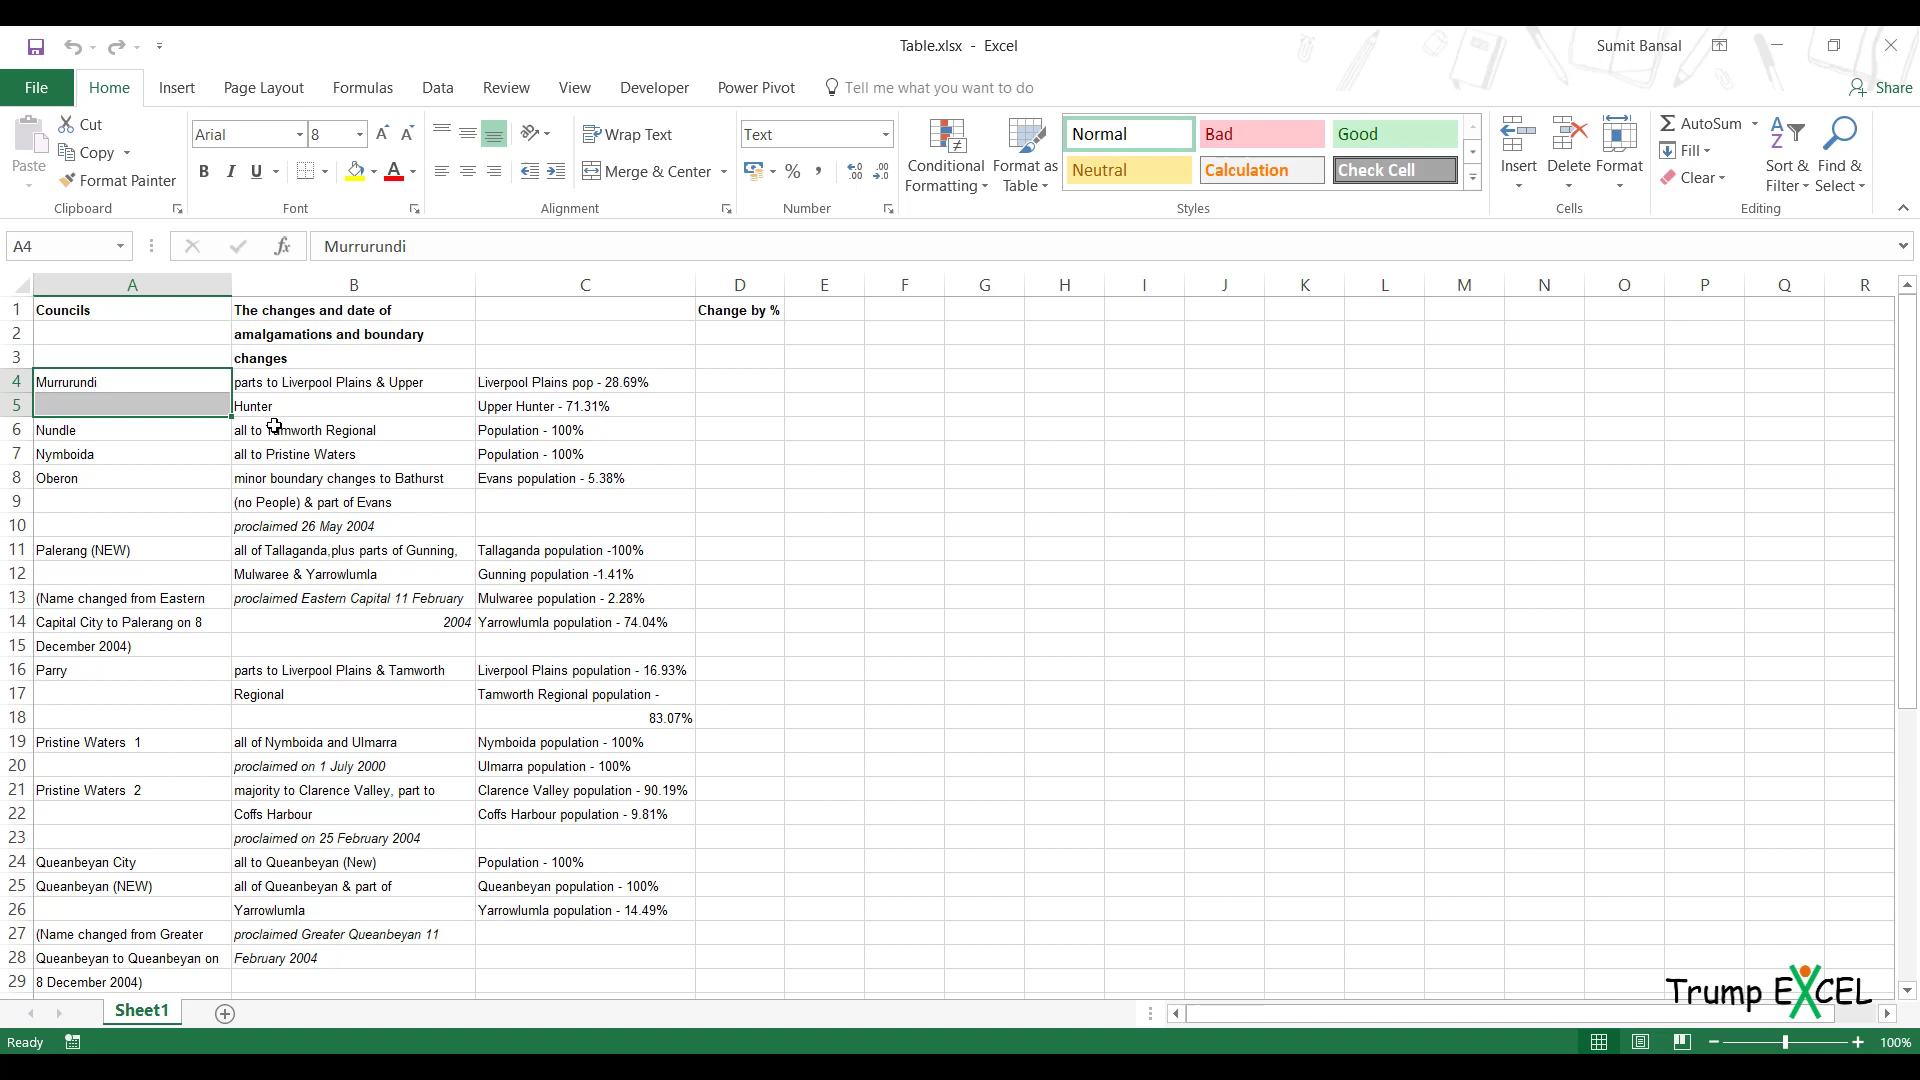 Table.xlsx - Excel
Sumit Bansal
File Home Insert Page Layout Formulas Data Review View Developer Power Pivot Tell me what you want to do Share
Paste
Cut
Copy
Format Painter
Clipboard
Arial 8
B I U
Font
Wrap Text
Merge & Center
Alignment
Text
Number
Conditional Formatting
Format as Table
Normal Bad Good
Neutral Calculation Check Cell
Styles
Insert Delete Format
Cells
AutoSum
Fill
Clear
Sort & Filter
Find & Select
Editing
A4 fx Murrurundi
A B C D E F G H I J K L M N O P Q R
1 Councils The changes and date of Change by %
2 amalgamations and boundary
3 changes
4 Murrurundi parts to Liverpool Plains & Upper Liverpool Plains pop - 28.69%
5 Hunter Upper Hunter - 71.31%
6 Nundle all to Tamworth Regional Population - 100%
7 Nymboida all to Pristine Waters Population - 100%
8 Oberon minor boundary changes to Bathurst Evans population - 5.38%
9 (no People) & part of Evans
10 proclaimed 26 May 2004
11 Palerang (NEW) all of Tallaganda,plus parts of Gunning, Tallaganda population -100%
12 Mulwaree & Yarrowlumla Gunning population -1.41%
13 (Name changed from Eastern proclaimed Eastern Capital 11 February Mulwaree population - 2.28%
14 Capital City to Palerang on 8 2004 Yarrowlumla population - 74.04%
15 December 2004)
16 Parry parts to Liverpool Plains & Tamworth Liverpool Plains population - 16.93%
17 Regional Tamworth Regional population -
18 83.07%
19 Pristine Waters 1 all of Nymboida and Ulmarra Nymboida population - 100%
20 proclaimed on 1 July 2000 Ulmarra population - 100%
21 Pristine Waters 2 majority to Clarence Valley, part to Clarence Valley population - 90.19%
22 Coffs Harbour Coffs Harbour population - 9.81%
23 proclaimed on 25 February 2004
24 Queanbeyan City all to Queanbeyan (New) Population - 100%
25 Queanbeyan (NEW) all of Queanbeyan & part of Queanbeyan population - 100%
26 Yarrowlumla Yarrowlumla population - 14.49%
27 (Name changed from Greater proclaimed Greater Queanbeyan 11
28 Queanbeyan to Queanbeyan on February 2004
29 8 December 2004)
Trump EXCEL
Sheet1
Ready 100%